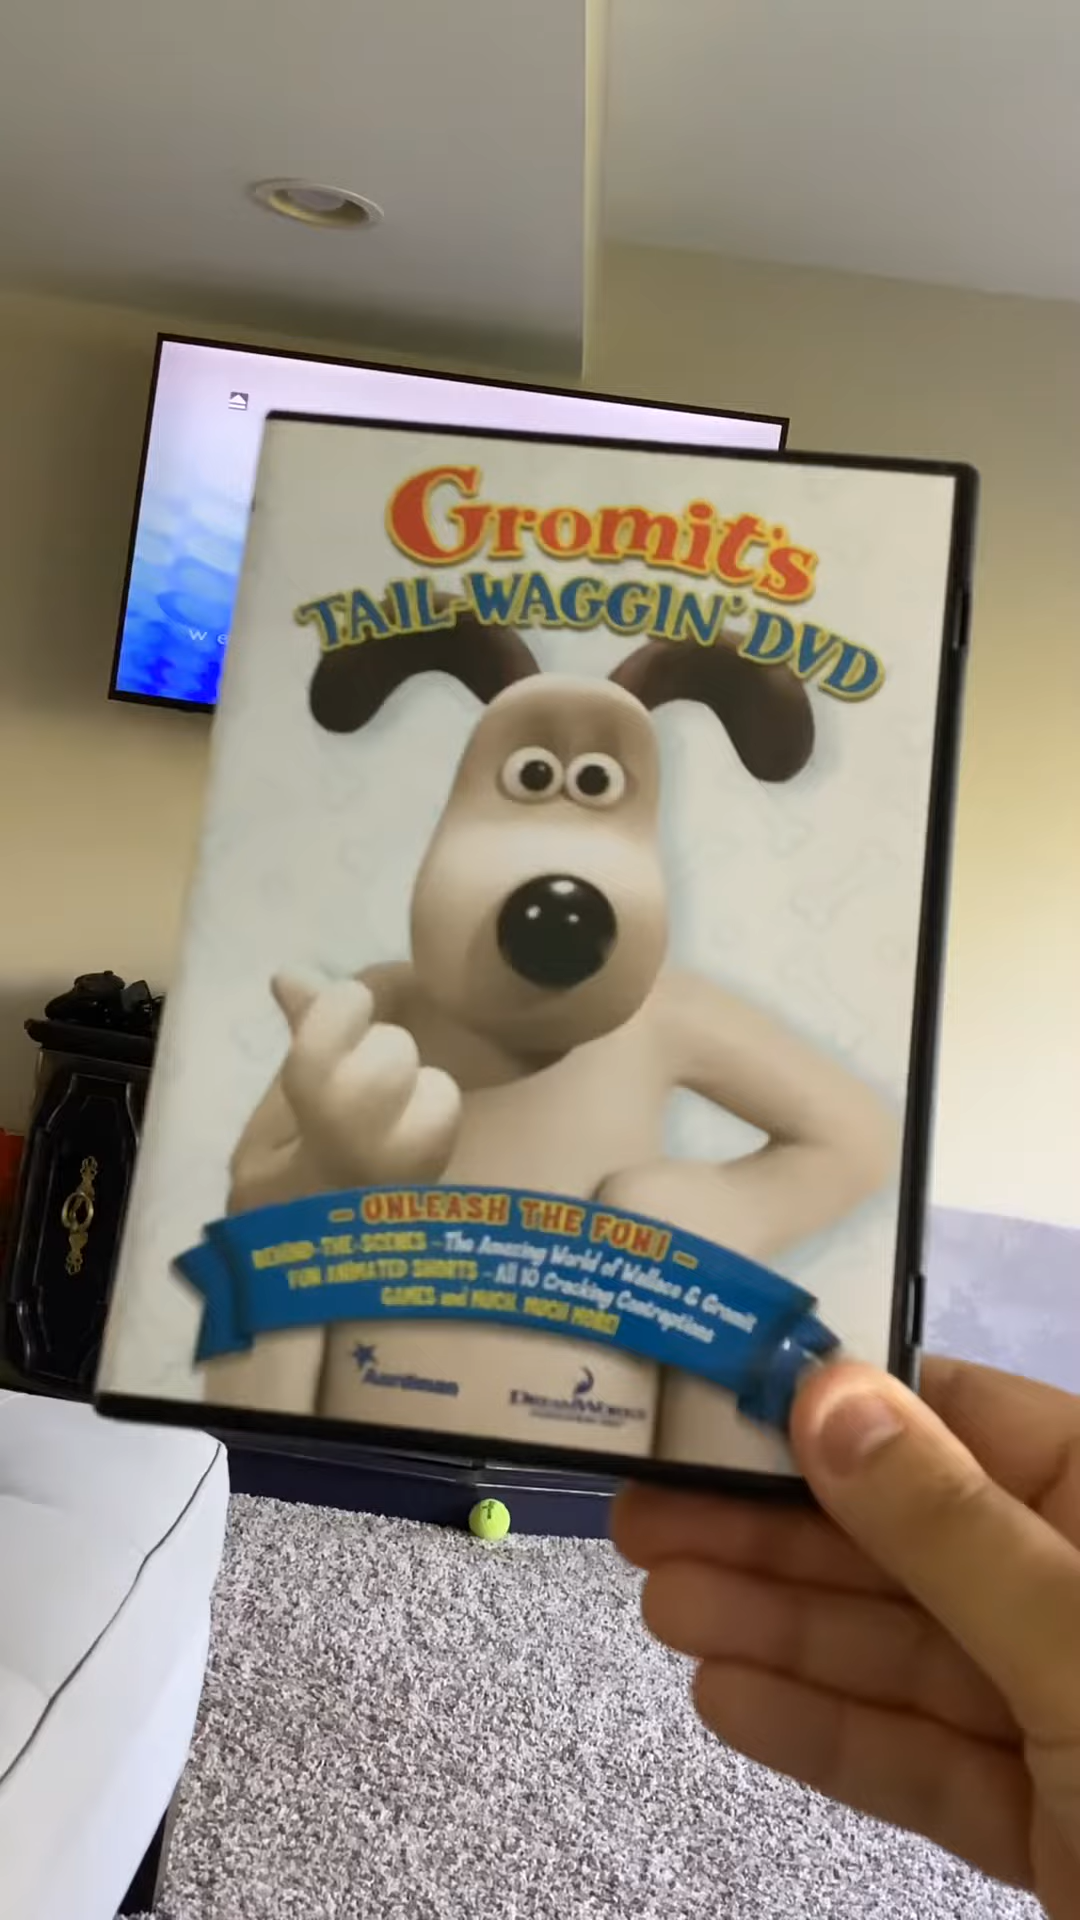 Gromit's
TAIL-WAGGIN' DVD
we
- UNLEASH THE FUN! -
BEHIND-THE-SCENES - The Amazing World of Wallace & Gromit
FUN ANIMATED SHORTS - All 10 Cracking Contraptions
GAMES and MUCH, MUCH MORE!
Aardman
DREAMWORKS